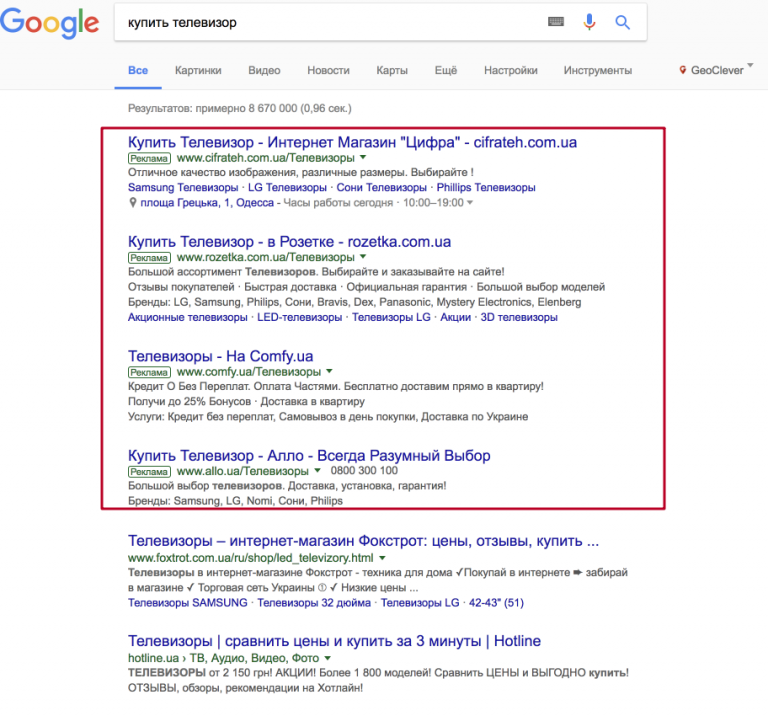 Google
купить телевизор
Все Картинки Видео Новости Карты Ещё Настройки Инструменты GeoClever
Результатов: примерно 8 670 000 (0,96 сек.)
Купить Телевизор - Интернет Магазин "Цифра" - cifrateh.com.ua
Реклама www.cifrateh.com.ua/Телевизоры
Отличное качество изображения, различные размеры. Выбирайте !
Samsung Телевизоры · LG Телевизоры · Сони Телевизоры · Phillips Телевизоры
площа Грецька, 1, Одесса - Часы работы сегодня · 10:00–19:00
Купить Телевизор - в Розетке - rozetka.com.ua
Реклама www.rozetka.com.ua/Телевизоры
Большой ассортимент Телевизоров. Выбирайте и заказывайте на сайте!
Отзывы покупателей · Быстрая доставка · Официальная гарантия · Большой выбор моделей
Бренды: LG, Samsung, Philips, Сони, Bravis, Dex, Panasonic, Mystery Electronics, Elenberg
Акционные телевизоры · LED-телевизоры · Телевизоры LG · Акции · 3D телевизоры
Телевизоры - На Comfy.ua
Реклама www.comfy.ua/Телевизоры
Кредит О Без Переплат. Оплата Частями. Бесплатно доставим прямо в квартиру!
Получи до 25% Бонусов · Доставка в квартиру
Услуги: Кредит без переплат, Самовывоз в день покупки, Доставка по Украине
Купить Телевизор - Алло - Всегда Разумный Выбор
Реклама www.allo.ua/Телевизоры 0800 300 100
Большой выбор телевизоров. Доставка, установка, гарантия!
Бренды: Samsung, LG, Nomi, Сони, Philips
Телевизоры – интернет-магазин Фокстрот: цены, отзывы, купить ...
www.foxtrot.com.ua/ru/shop/led_televizory.html
Телевизоры в интернет-магазине Фокстрот - техника для дома ✓Покупай в интернете ➨ забирай
в магазине ✓ Торговая сеть Украины ① ✓ Низкие цены ...
Телевизоры SAMSUNG · Телевизоры 32 дюйма · Телевизоры LG · 42-43" (51)
Телевизоры | сравнить цены и купить за 3 минуты | Hotline
hotline.ua › ТВ, Аудио, Видео, Фото
ТЕЛЕВИЗОРЫ от 2 150 грн! АКЦИИ! Более 1 800 моделей! Сравнить ЦЕНЫ и ВЫГОДНО купить!
ОТЗЫВЫ, обзоры, рекомендации на Хотлайн!